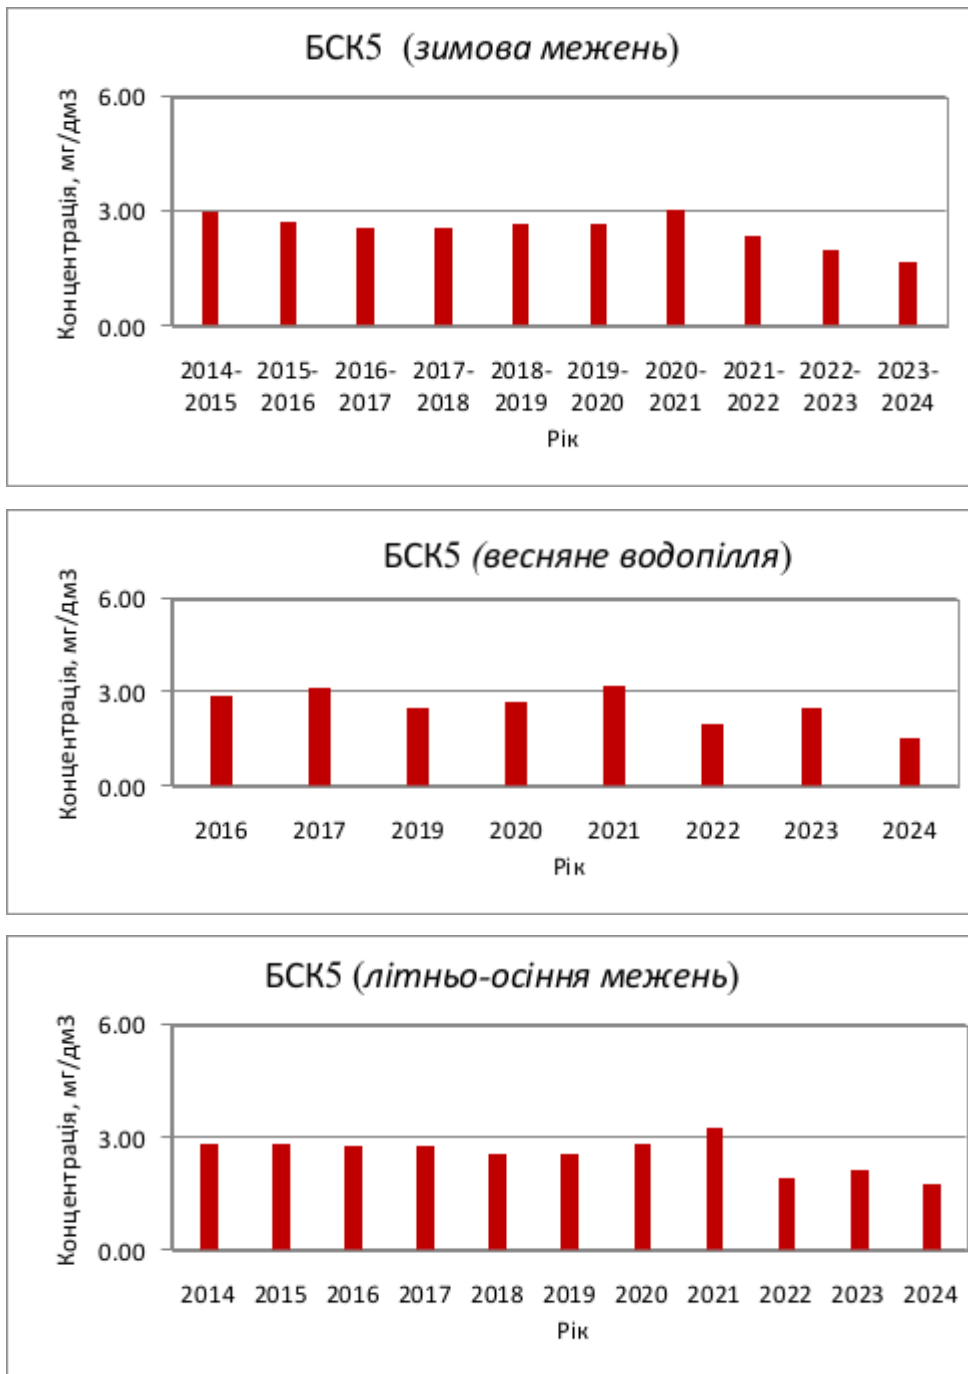 БСК5 (зимова межень)
Концентрація, мг/дм3
6.00
3.00
0.00
2014-2015 2015-2016 2016-2017 2017-2018 2018-2019 2019-2020 2020-2021 2021-2022 2022-2023 2023-2024
Рік
БСК5 (весняне водопілля)
Концентрація, мг/дм3
6.00
3.00
0.00
2016 2017 2019 2020 2021 2022 2023 2024
Рік
БСК5 (літньо-осіння межень)
Концентрація, мг/дм3
6.00
3.00
0.00
2014 2015 2016 2017 2018 2019 2020 2021 2022 2023 2024
Рік